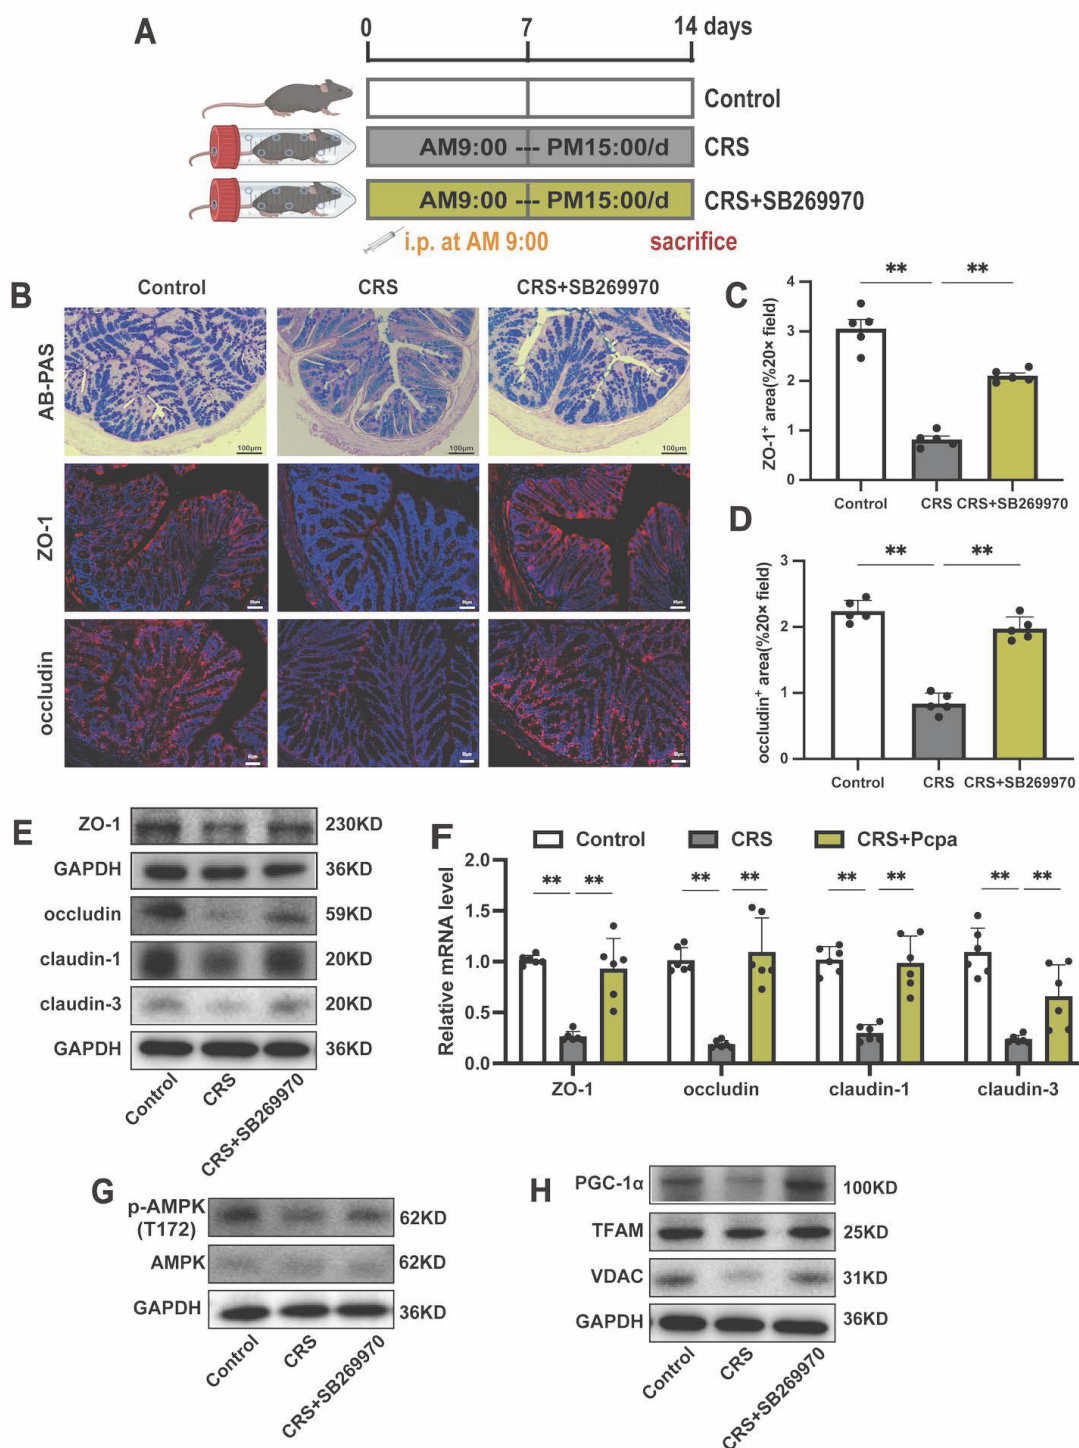 A
0 7 14 days
Control
AM9:00 --- PM15:00/d CRS
AM9:00 --- PM15:00/d CRS+SB269970
i.p. at AM 9:00 sacrifice
B
Control CRS CRS+SB269970
AB-PAS
100μm 100μm 100μm
ZO-1
occludin
C
** **
ZO-1⁺ area(%20× field)
4
3
2
1
0
Control CRS CRS+SB269970
D
** **
occludin⁺ area(%20× field)
3
2
1
0
Control CRS CRS+SB269970
E
ZO-1 230KD
GAPDH 36KD
occludin 59KD
claudin-1 20KD
claudin-3 20KD
GAPDH 36KD
Control CRS CRS+SB269970
F
Control CRS CRS+Pcpa
Relative mRNA level
2.0
1.5
1.0
0.5
0.0
** ** ** ** ** ** ** **
ZO-1 occludin claudin-1 claudin-3
G
p-AMPK
(T172) 62KD
AMPK 62KD
GAPDH 36KD
Control CRS CRS+SB269970
H
PGC-1α 100KD
TFAM 25KD
VDAC 31KD
GAPDH 36KD
Control CRS CRS+SB269970